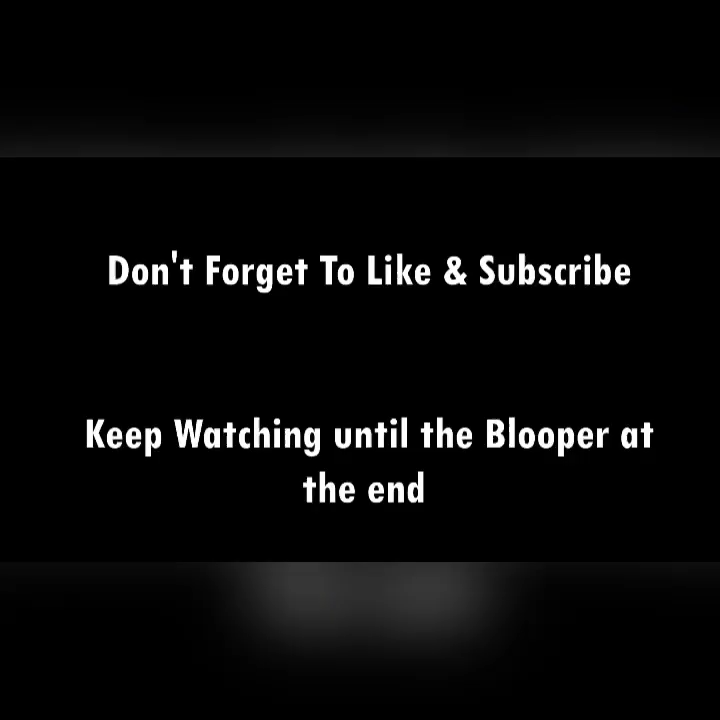 Don't Forget To Like & Subscribe
Keep Watching until the Blooper at
the end